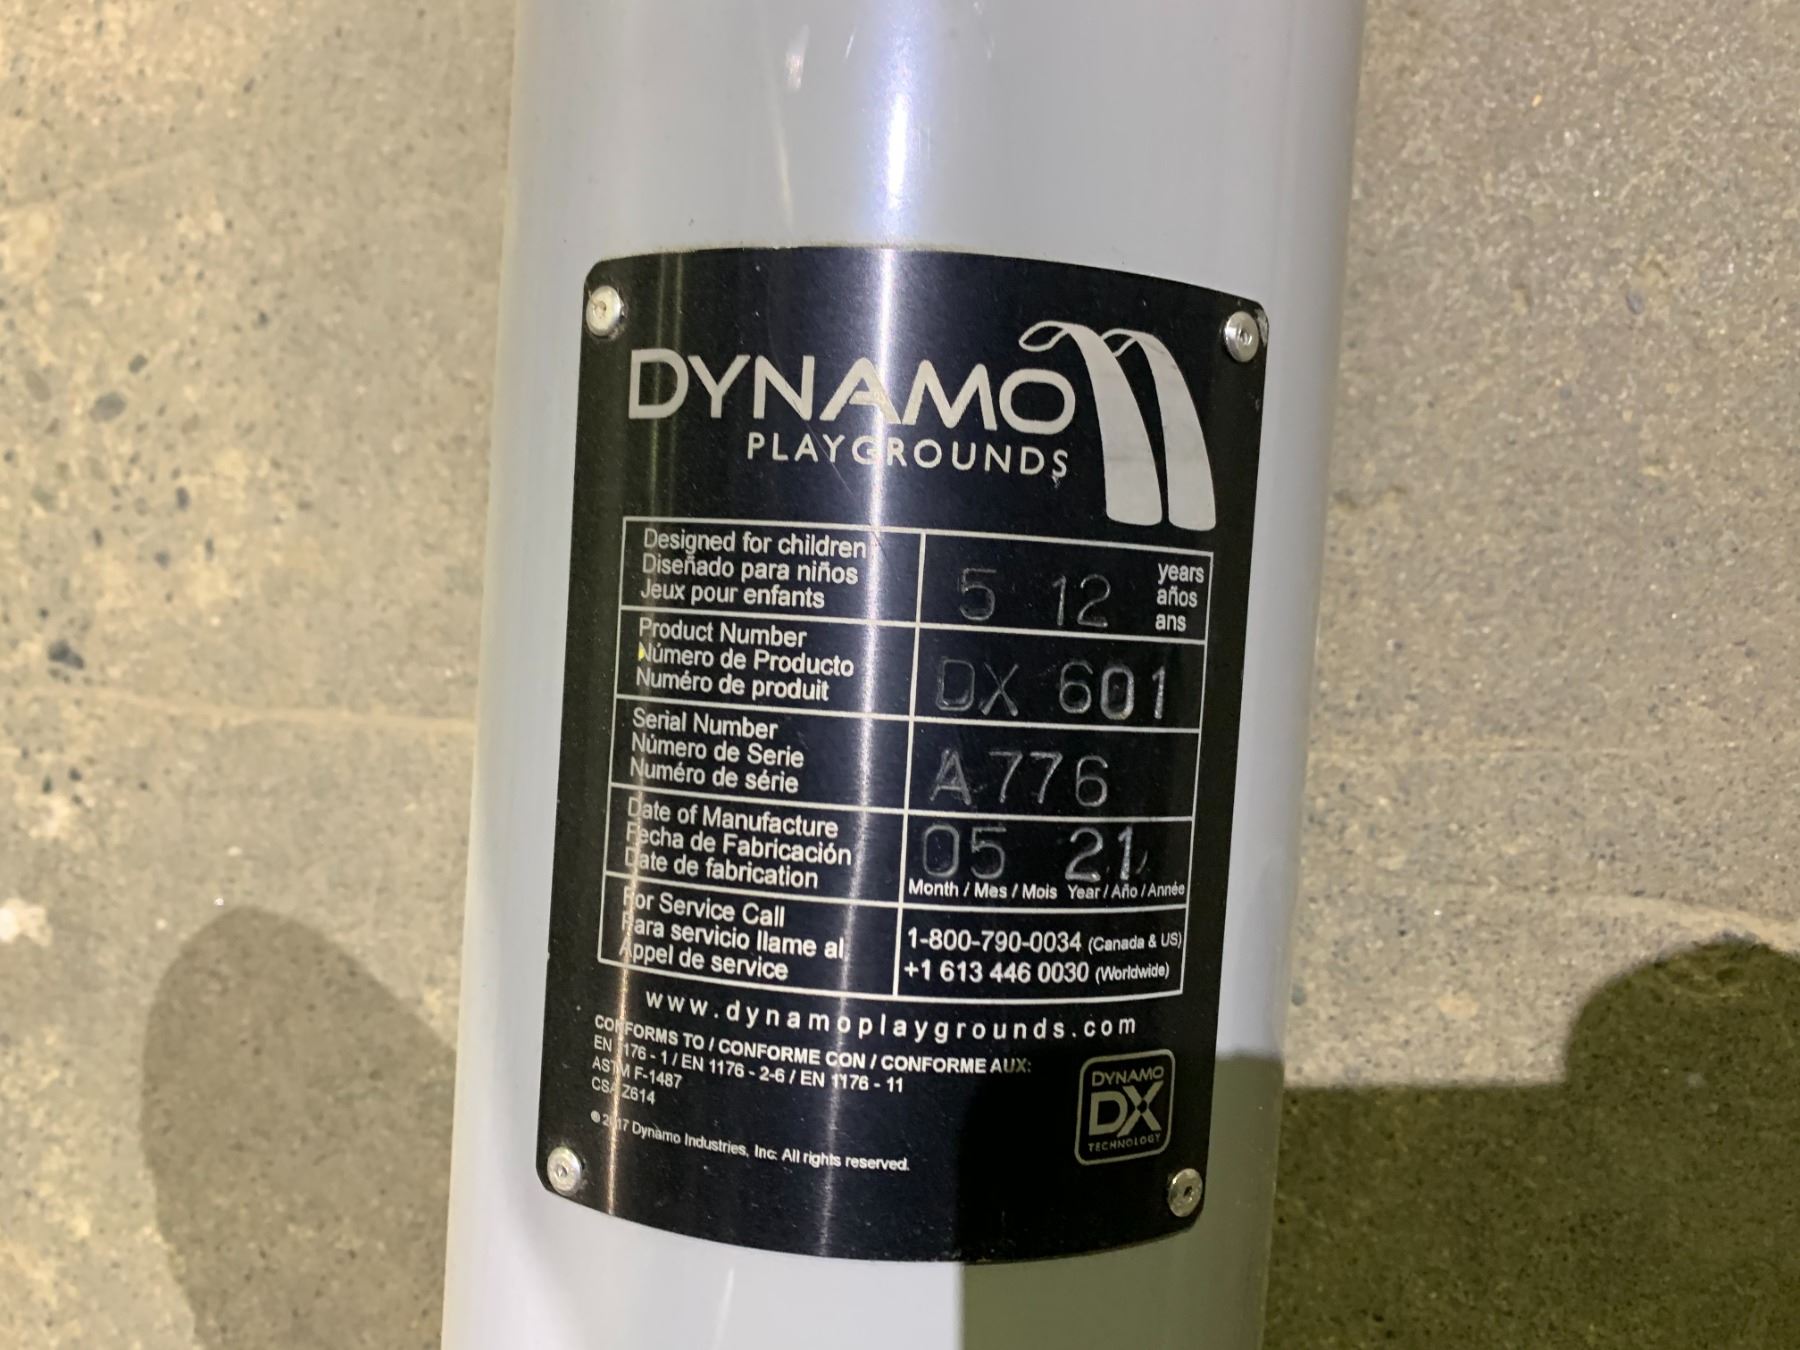 DYNAMO
PLAYGROUNDS
Designed for children
Diseñado para niños
Jeux pour enfants
5 12
years
años
ans
Product Number
Número de Producto
Numéro de produit
DX 601
Serial Number
Número de Serie
Numéro de série
A776
Date of Manufacture
Fecha de Fabricación
Date de fabrication
05 21
Month / Mes / Mois Year / Año / Année
For Service Call
Para servicio llame al
Appel de service
1-800-790-0034 (Canada & US)
+1 613 446 0030 (Worldwide)
www.dynamoplaygrounds.com
CONFORMS TO / CONFORME CON / CONFORME AUX:
EN 1176 - 1 / EN 1176 - 2-6 / EN 1176 - 11
ASTM F-1487
CSA Z614
© 2017 Dynamo Industries, Inc. All rights reserved.
DYNAMO
DX
TECHNOLOGY